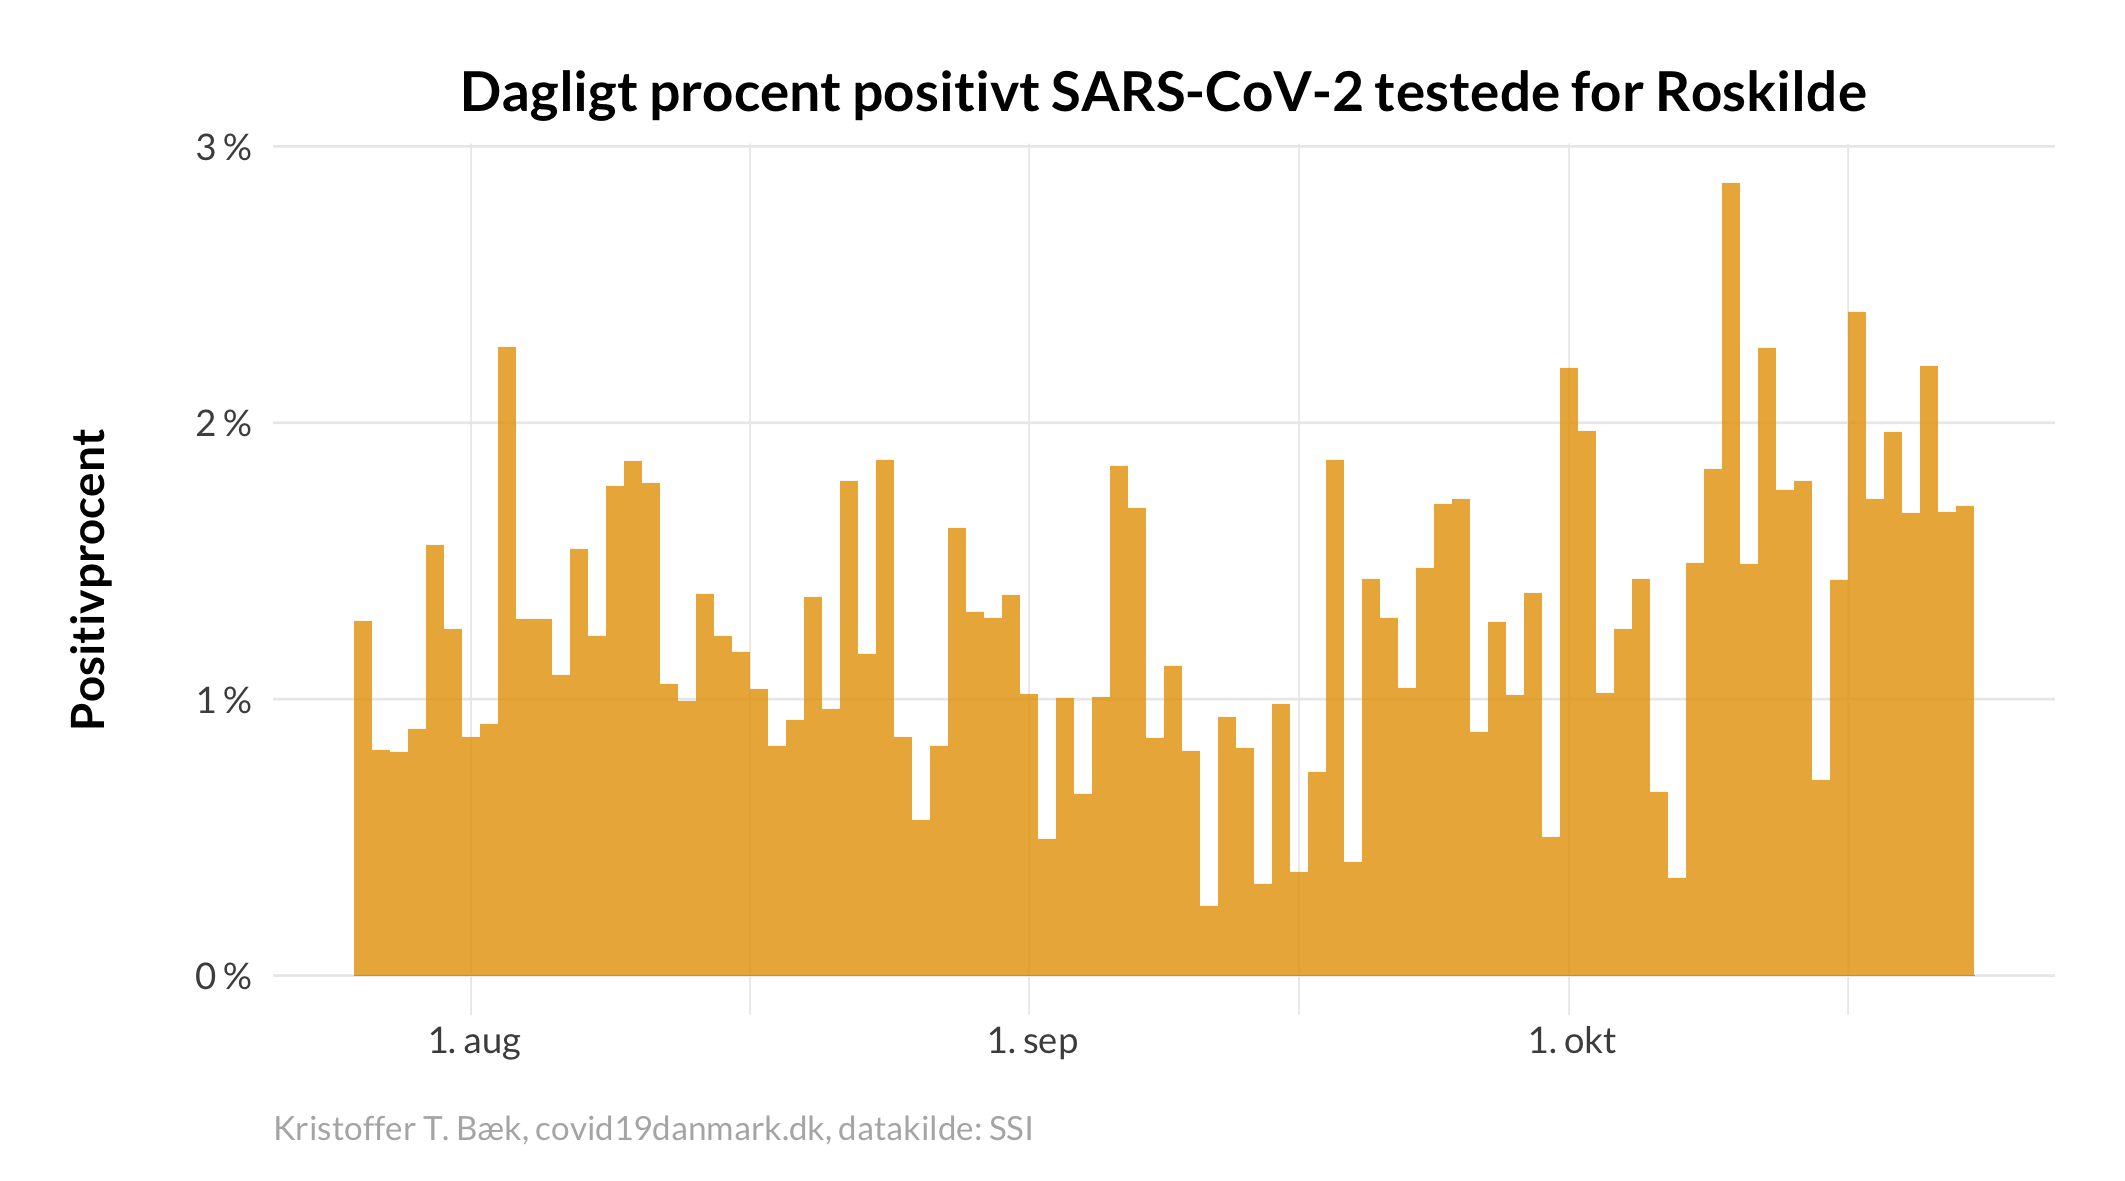 Dagligt procent positivt SARS-CoV-2 testede for Roskilde
3 %
2 %
1 %
0 %
Positivprocent
1. aug
1. sep
1. okt
Kristoffer T. Bæk, covid19danmark.dk, datakilde: SSI